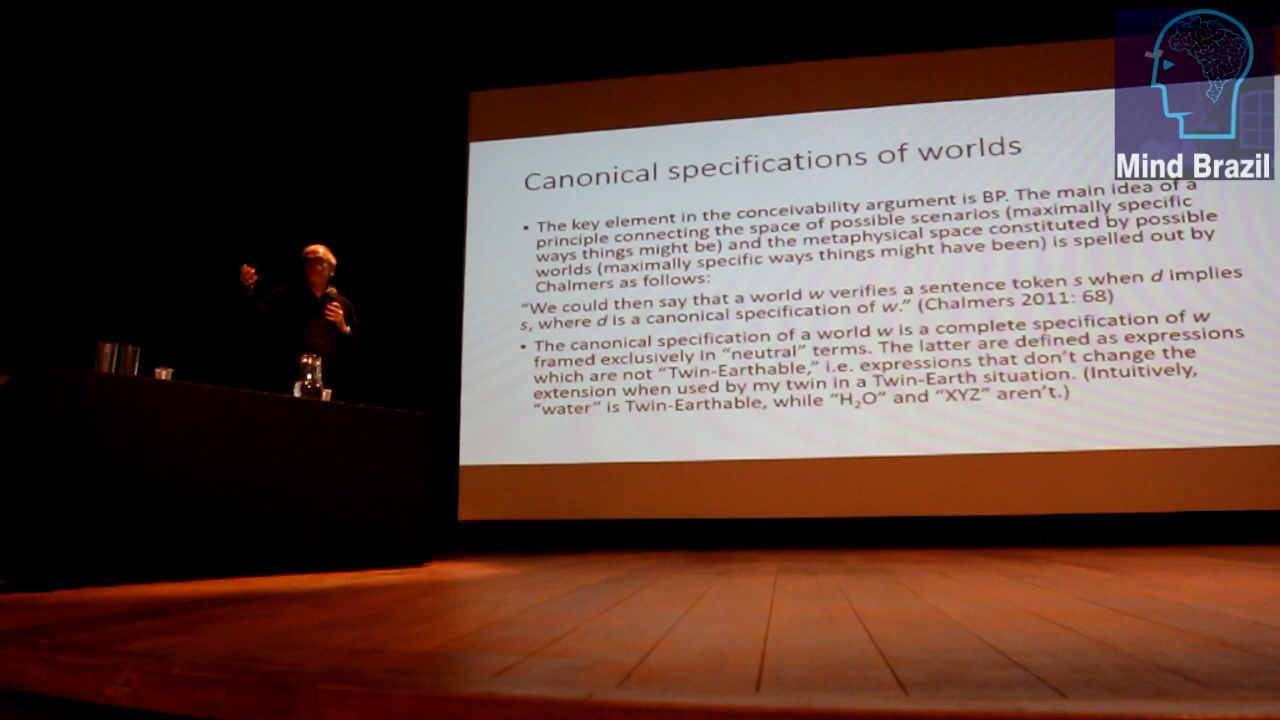 Mind Brazil
Canonical specifications of worlds
▪ The key element in the conceivability argument is BP. The main idea of a
principle connecting the space of possible scenarios (maximally specific
ways things might be) and the metaphysical space constituted by possible
worlds (maximally specific ways things might have been) is spelled out by
Chalmers as follows:
“We could then say that a world w verifies a sentence token s when d implies
s, where d is a canonical specification of w.” (Chalmers 2011: 68)
▪ The canonical specification of a world w is a complete specification of w
framed exclusively in “neutral” terms. The latter are defined as expressions
which are not “Twin-Earthable,” i.e. expressions that don’t change the
extension when used by my twin in a Twin-Earth situation. (Intuitively,
“water” is Twin-Earthable, while “H₂O” and “XYZ” aren’t.)